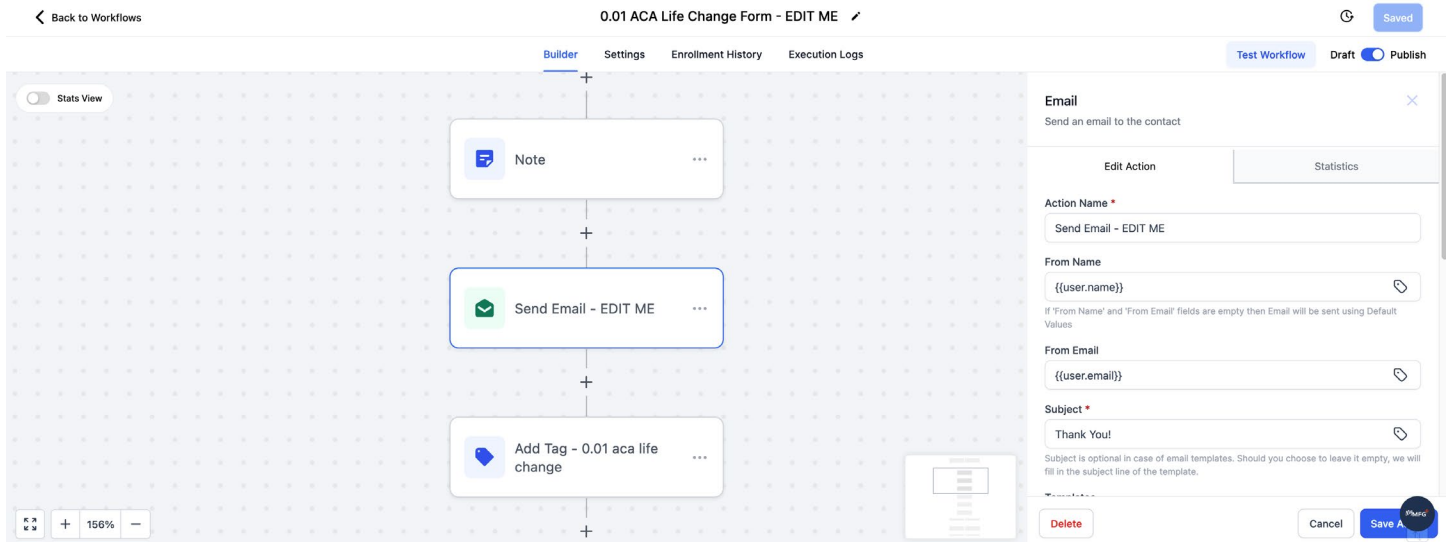 Back to Workflows
0.01 ACA Life Change Form - EDIT ME
Saved
Builder
Settings
Enrollment History
Execution Logs
Test Workflow
Draft
Publish
Stats View
Note
Send Email - EDIT ME
Add Tag - 0.01 aca life
change
156%
Email
Send an email to the contact
Edit Action
Statistics
Action Name *
Send Email - EDIT ME
From Name
{{user.name}}
If 'From Name' and 'From Email' fields are empty then Email will be sent using Default
Values
From Email
{{user.email}}
Subject *
Thank You!
Subject is optional in case of email templates. Should you choose to leave it empty, we will
fill in the subject line of the template.
Templates
Delete
Cancel
Save